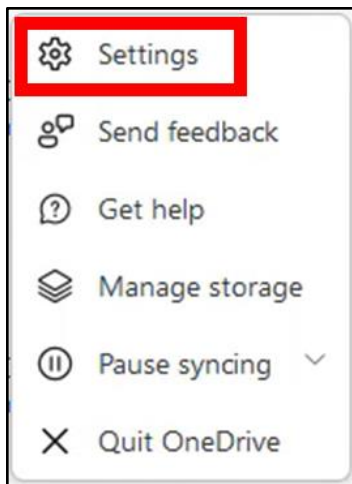 Settings
Send feedback
Get help
Manage storage
Pause syncing
Quit OneDrive